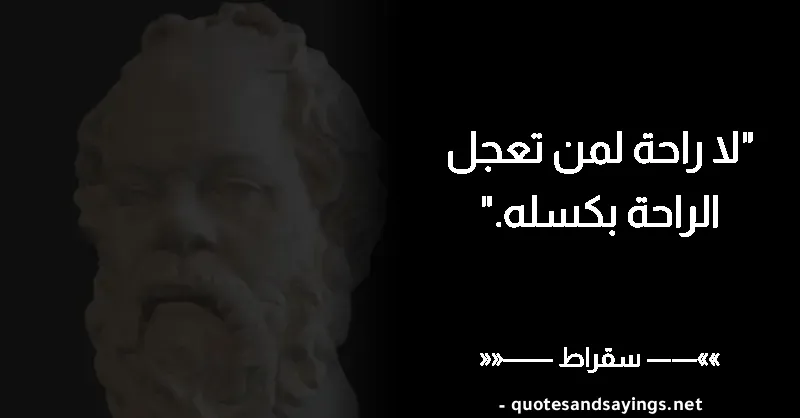 "لا راحة لمن تعجل
الراحة بكسله."
»»—— سقراط ——««
- quotesandsayings.net